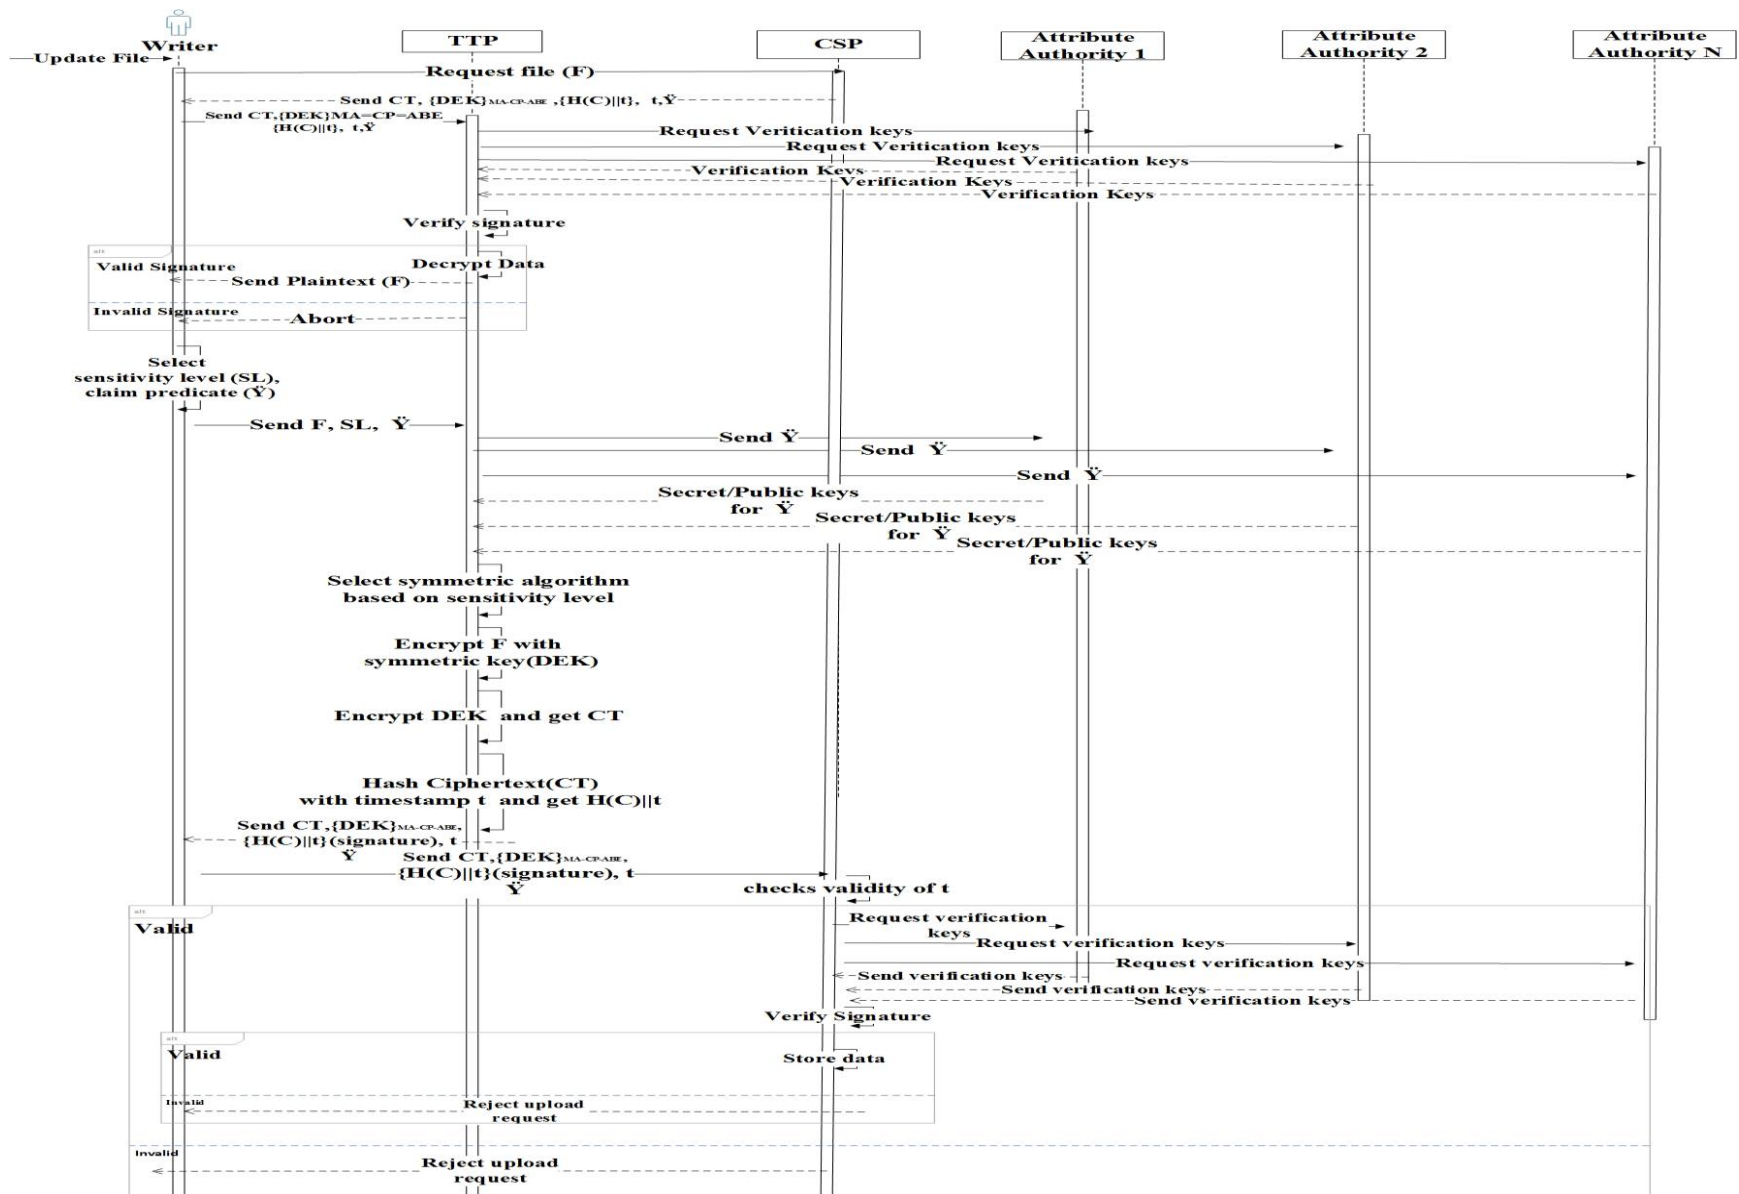 Writer
TTP
CSP
Attribute
Authority 1
Attribute
Authority 2
Attribute
Authority N
Update File
Request file (F)
Send CT, {DEK}MA-CP-ABE ,{H(C)||t}, t,Ÿ
Send CT,{DEK}MA=CP=ABE
{H(C)||t}, t,Ÿ
Request Veritication keys
Request Veritication keys
Request Veritication keys
Verification Keys
Verification Keys
Verification Keys
Verify signature
alt
Valid Signature
Decrypt Data
Send Plaintext (F)
Invalid Signature
Abort
Select
sensitivity level (SL),
claim predicate (Ÿ)
Send F, SL, Ÿ
Send Ÿ
Send Ÿ
Send Ÿ
Secret/Public keys
for Ÿ
Secret/Public keys
for Ÿ
Secret/Public keys
for Ÿ
Select symmetric algorithm
based on sensitivity level
Encrypt F with
symmetric key(DEK)
Encrypt DEK and get CT
Hash Ciphertext(CT)
with timestamp t and get H(C)||t
Send CT,{DEK}MA-CP-ABE,
{H(C)||t}(signature), t
Ÿ
Send CT,{DEK}MA-CP-ABE,
{H(C)||t}(signature), t
Ÿ
checks validity of t
alt
Valid
Request verification
keys
Request verification keys
Request verification keys
Send verification keys
Send verification keys
Send verification keys
Verify Signature
alt
Valid
Store data
Invalid
Reject upload
request
Invalid
Reject upload
request